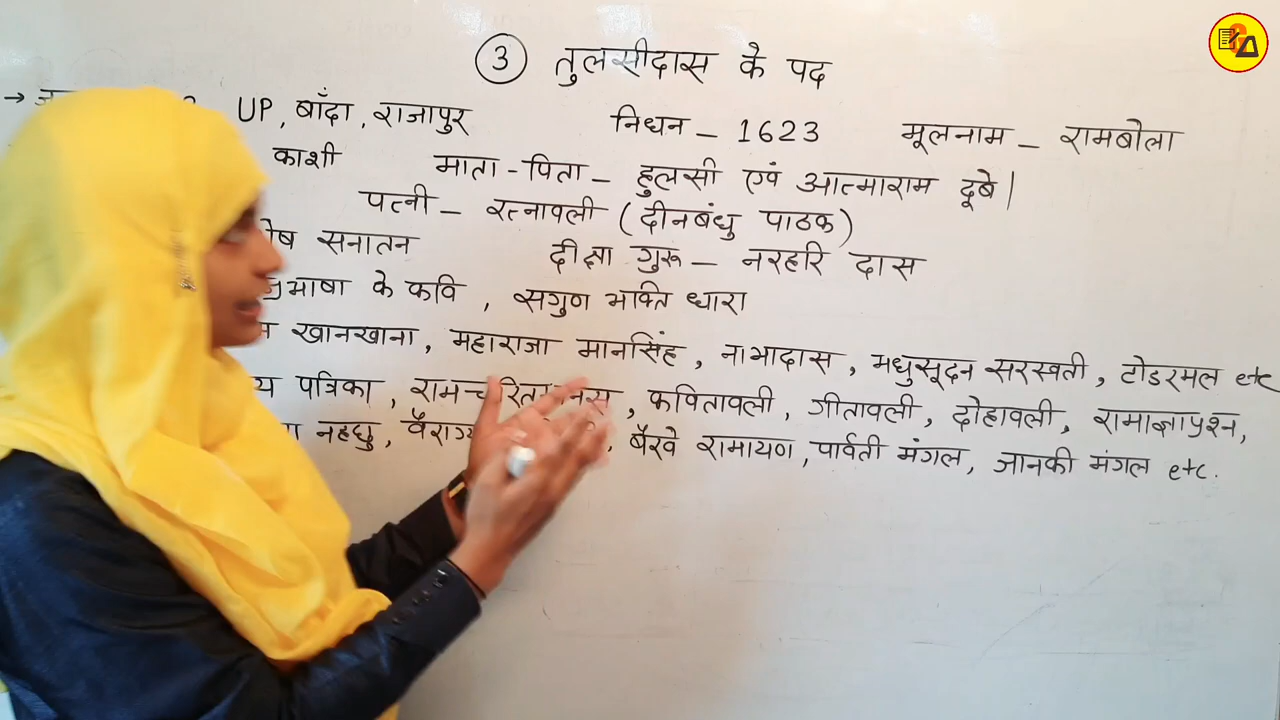 ③ तुलसीदास के पद
→ UP, बाँदा, राजापुर निधन – 1623 मूलनाम – रामबोला
काशी माता-पिता – हुलसी एवं आत्माराम दूबे |
पत्नी – रत्नावली (दीनबंधु पाठक)
सनातन दीक्षा गुरू – नरहरि दास
के कवि , सगुण भक्ति धारा
खानखाना, महाराजा मानसिंह, नाभादास, मधुसूदन सरस्वती, टोडरमल etc
पत्रिका, कवितावली, गीतावली, दोहावली, रामाज्ञाप्रश्न,
नहछु, बैरवे रामायण, पार्वती मंगल, जानकी मंगल etc.